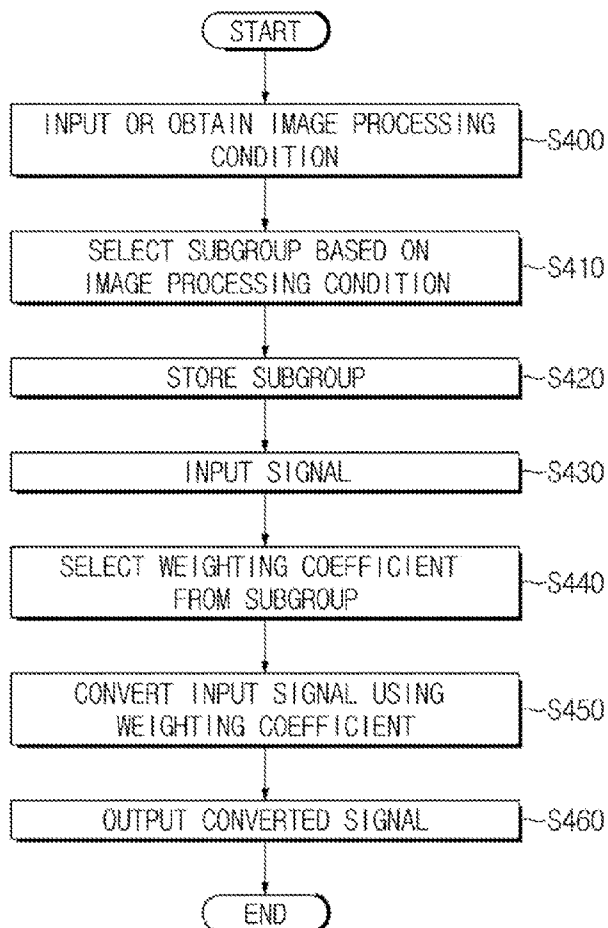 START
INPUT OR OBTAIN IMAGE PROCESSING
CONDITION
S400
SELECT SUBGROUP BASED ON
IMAGE PROCESSING CONDITION
S410
STORE SUBGROUP
S420
INPUT SIGNAL
S430
SELECT WEIGHTING COEFFICIENT
FROM SUBGROUP
S440
CONVERT INPUT SIGNAL USING
WEIGHTING COEFFICIENT
S450
OUTPUT CONVERTED SIGNAL
S460
END